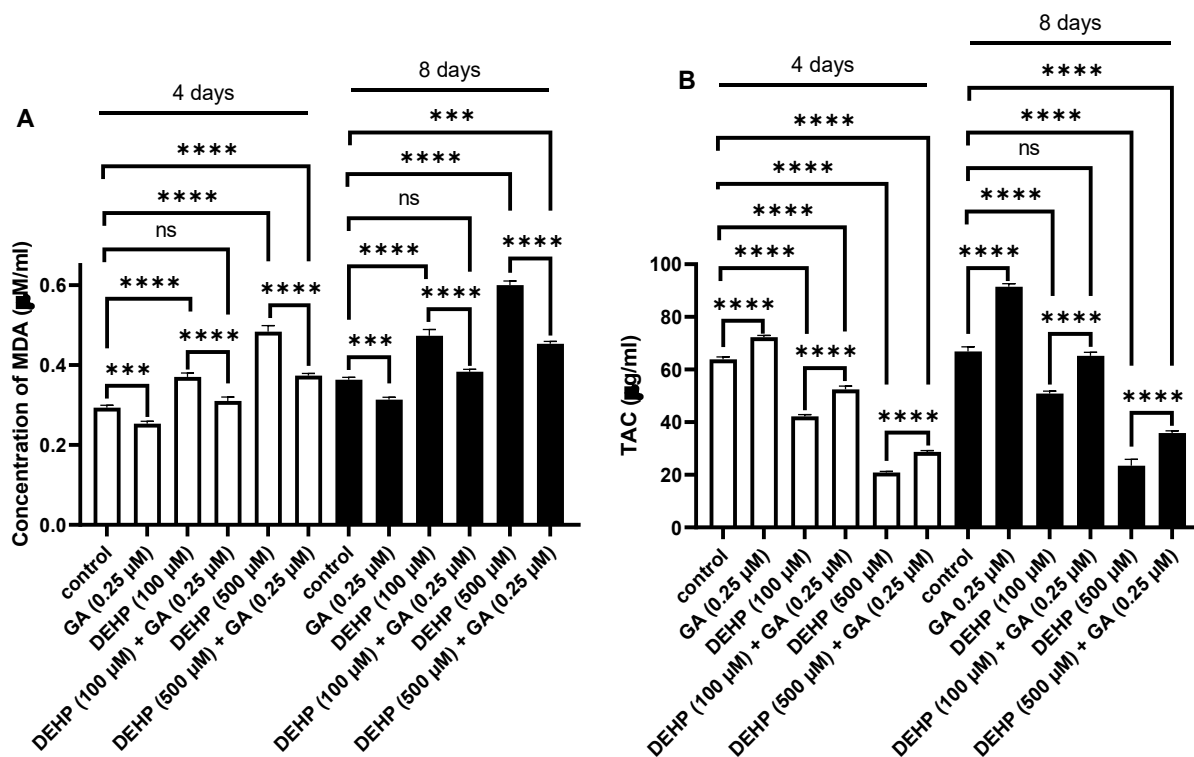 A
4 days
8 days
***
****
****
****
ns
ns
****
****
****
****
****
***
****
***
Concentration of MDA (µM/ml)
0.6
0.4
0.2
0.0
control
GA (0.25 µM)
DEHP (100 µM)
DEHP (100 µM) + GA (0.25 µM)
DEHP (500 µM)
DEHP (500 µM) + GA (0.25 µM)
control
GA (0.25 µM)
DEHP (100 µM)
DEHP (100 µM) + GA (0.25 µM)
DEHP (500 µM)
DEHP (500 µM) + GA (0.25 µM)
B
4 days
8 days
****
****
****
****
ns
****
****
****
****
****
****
****
****
****
****
TAC (µg/ml)
100
80
60
40
20
0
control
GA (0.25 µM)
DEHP (100 µM)
DEHP (100 µM) + GA (0.25 µM)
DEHP (500 µM)
DEHP (500 µM) + GA (0.25 µM)
control
GA 0.25 µM)
DEHP (100 µM)
DEHP (100 µM) + GA (0.25 µM)
DEHP (500 µM)
DEHP (500 µM) + GA (0.25 µM)